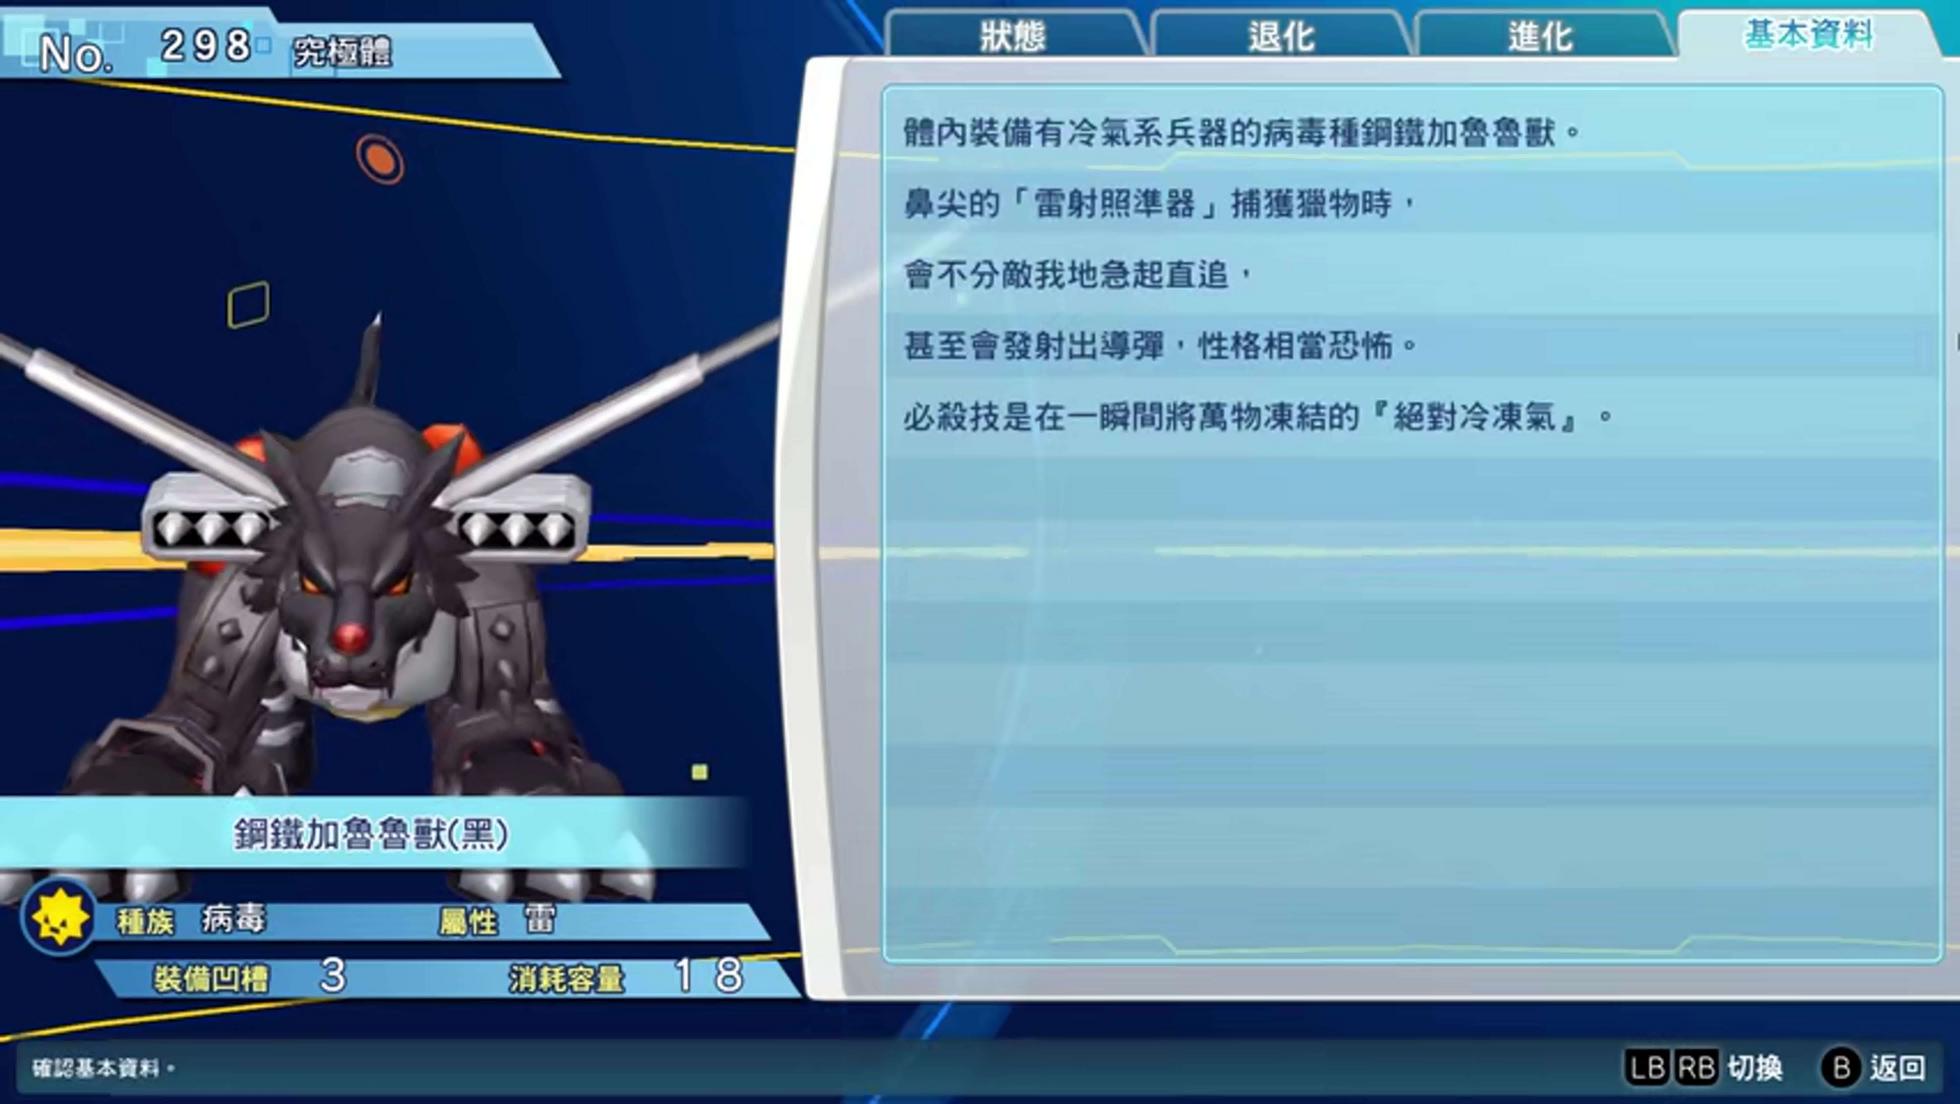 No. 298 究極體
狀態 退化 進化 基本資料
體內裝備有冷氣系兵器的病毒種鋼鐵加魯魯獸。
鼻尖的「雷射照準器」捕獲獵物時，
會不分敵我地急起直追，
甚至會發射出導彈，性格相當恐怖。
必殺技是在一瞬間將萬物凍結的『絕對冷凍氣』。
鋼鐵加魯魯獸(黑)
種族 病毒 屬性 雷
裝備凹槽 3 消耗容量 18
確認基本資料。
LB RB 切換 B 返回